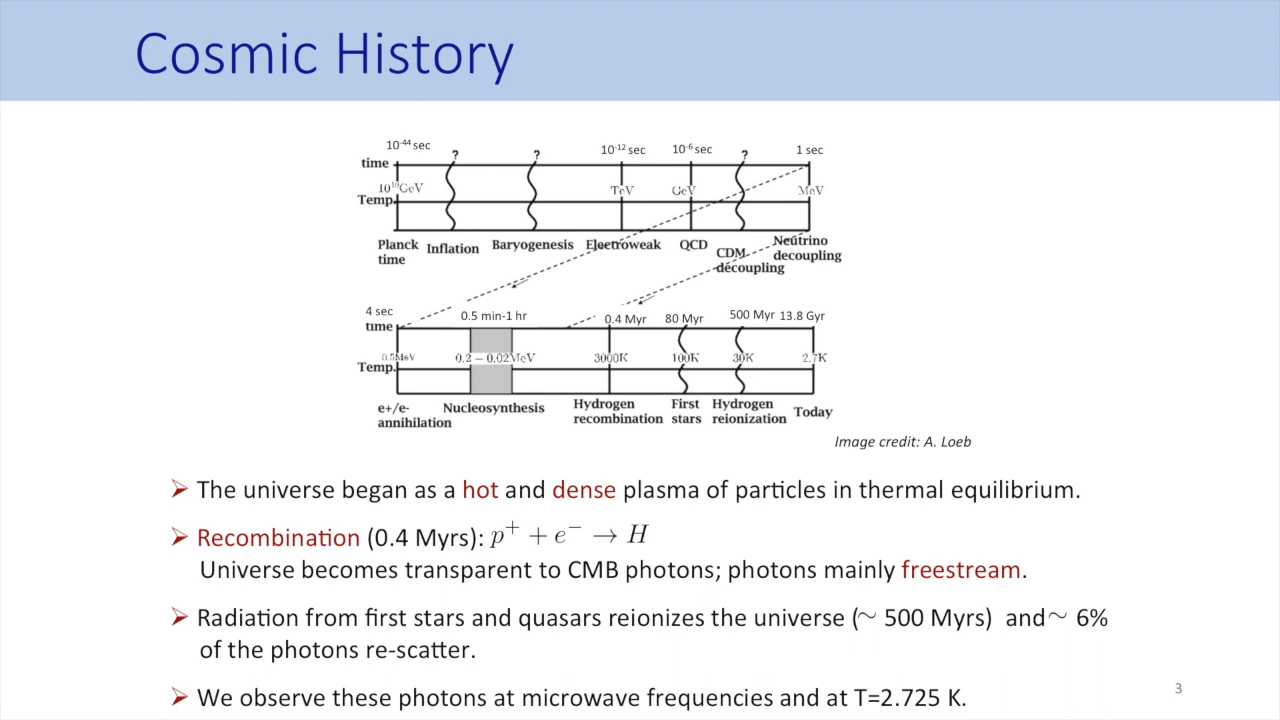 Cosmic History
10⁻⁴⁴ sec ? ? 10⁻¹² sec 10⁻⁶ sec ? 1 sec
time
10¹⁹GeV TeV GeV MeV
Temp.
Planck time Inflation Baryogenesis Electroweak QCD CDM decoupling Neutrino decoupling
4 sec 0.5 min-1 hr 0.4 Myr 80 Myr 500 Myr 13.8 Gyr
time
0.5MeV 0.2 – 0.02MeV 3000K 100K 30K 2.7K
Temp.
e+/e- annihilation Nucleosynthesis Hydrogen recombination First stars Hydrogen reionization Today
Image credit: A. Loeb
➢ The universe began as a hot and dense plasma of particles in thermal equilibrium.
➢ Recombination (0.4 Myrs): p⁺ + e⁻ → H
Universe becomes transparent to CMB photons; photons mainly freestream.
➢ Radiation from first stars and quasars reionizes the universe (~ 500 Myrs) and ~ 6%
of the photons re-scatter.
➢ We observe these photons at microwave frequencies and at T=2.725 K.
3